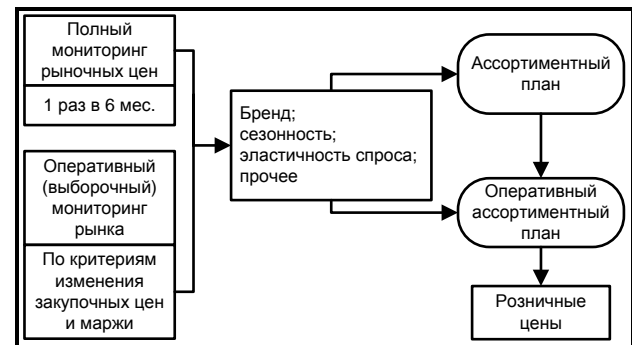 Полный
мониторинг
рыночных цен
1 раз в 6 мес.
Оперативный
(выборочный)
мониторинг
рынка
По критериям
изменения
закупочных цен
и маржи
Бренд;
сезонность;
эластичность спроса;
прочее
Ассортиментный
план
Оперативный
ассортиментный
план
Розничные
цены